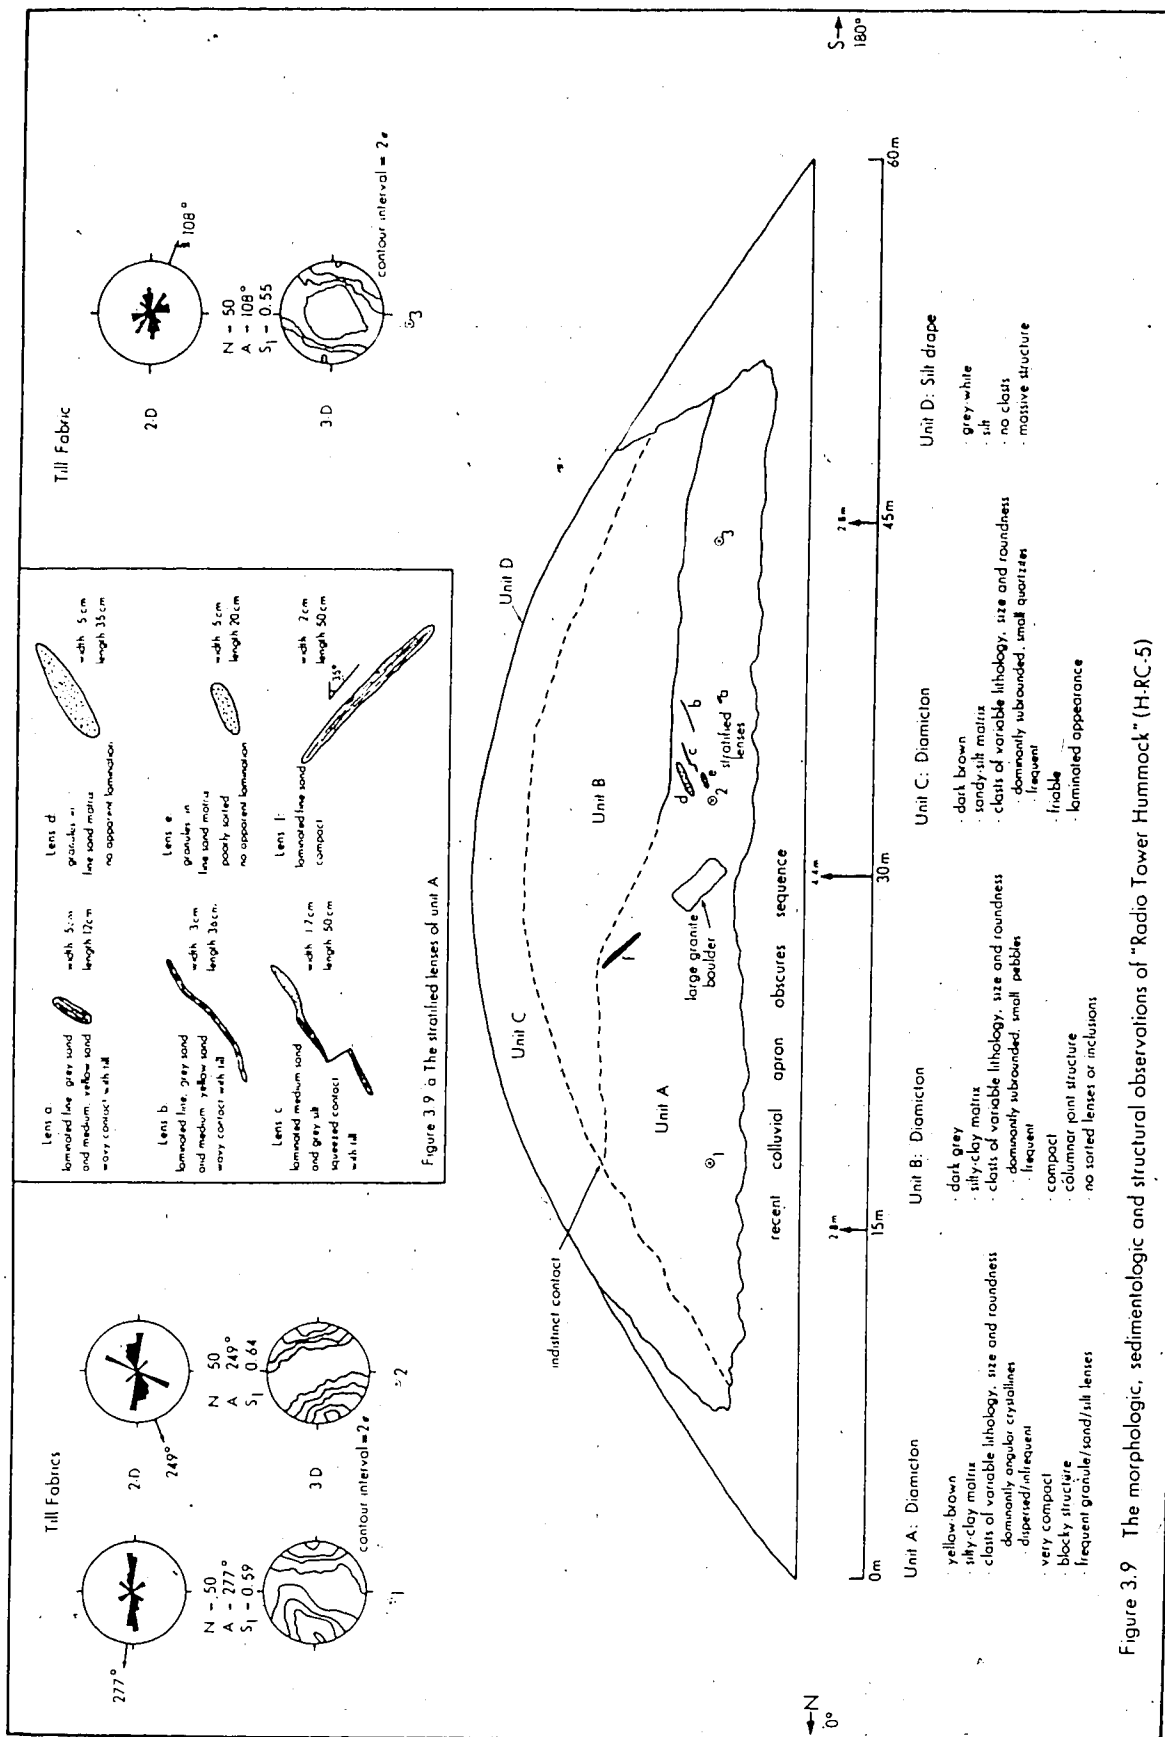 Till Fabrics
2·D
277°
N – 50
A – 277°
S1 – 0.59
1
2·D
249°
N 50
A 249°
S1 0.64
3 D
contour interval = 2σ
2
Lens a
laminated fine, grey sand
and medium, yellow sand
wavy contact with till
width 5cm
length 12cm
Lens b
laminated fine, grey sand
and medium yellow sand
wavy contact with till
width 3cm
length 36cm
Lens c
laminated medium sand
and grey silt
squeezed contact
with till
width 12cm
length 50cm
Lens d
granules in
fine sand matrix
no apparent lamination
width 5cm
length 35cm
Lens e
granules in
fine sand matrix
poorly sorted
no apparent lamination
width 5cm
length 20cm
Lens f:
laminated fine sand
compact
width 2cm
length 50cm
35°
Figure 3.9 a The stratified lenses of unit A
Till Fabric
2·D
108°
N – 50
A – 108°
S1 – 0.55
3·D
contour interval = 2σ
3
indistinct contact
Unit C
Unit D
Unit B
Unit A
f
large granite
boulder
d
c
b
e
a
stratified
lenses
1
2
3
recent colluvial apron obscures sequence
N
0°
S
180°
2.8m
4.4m
2.8m
0m
15m
30m
45m
60m
Unit A: Diamicton
· yellow-brown
· silty-clay matrix
· clasts of variable lithology, size and roundness
dominantly angular crystallines
· dispersed/infrequent
· very compact
· blocky structure
· frequent granule/sand/silt lenses
Unit B: Diamicton
· dark grey
· silty-clay matrix
· clasts of variable lithology, size and roundness
· dominantly subrounded, small pebbles
· frequent
· compact
· columnar joint structure
· no sorted lenses or inclusions
Unit C: Diamicton
· dark brown
· sandy-silt matrix
· clasts of variable lithology, size and roundness
· dominantly subrounded, small quartzites
· frequent
· friable
· laminated appearance
Unit D: Silt drape
· grey-white
· silt
· no clasts
· massive structure
Figure 3.9 The morphologic, sedimentologic and structural observations of "Radio Tower Hummock" (H-RC-5)